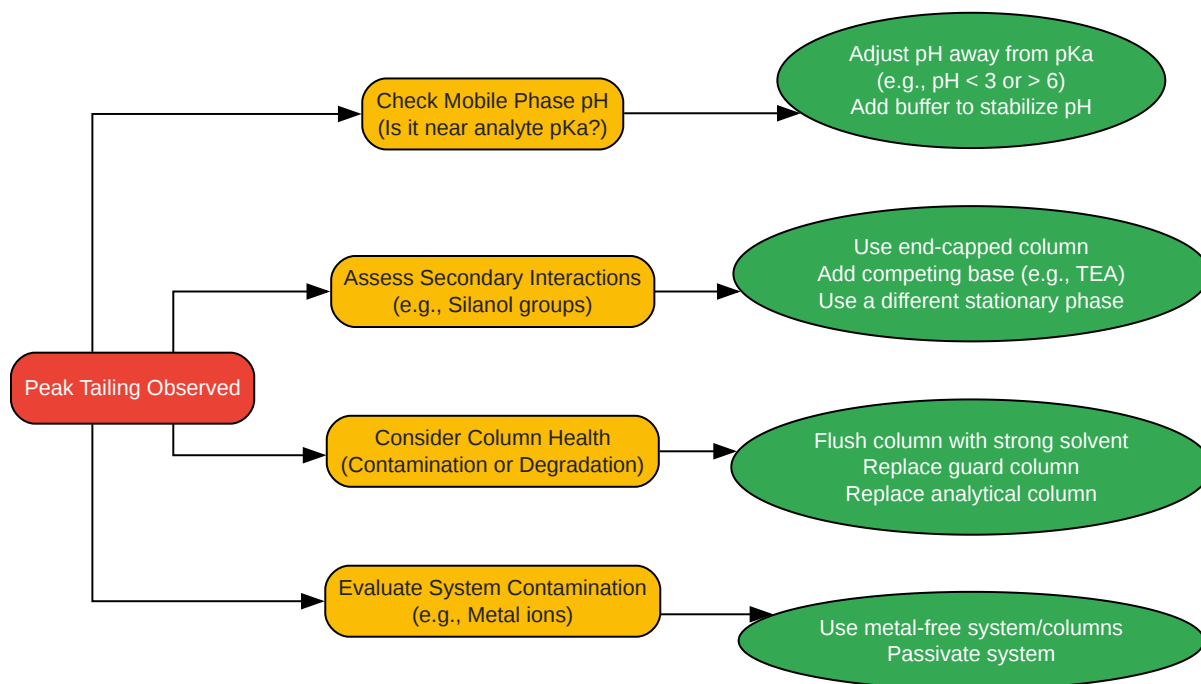 Peak Tailing Observed
Check Mobile Phase pH
(Is it near analyte pKa?)
Adjust pH away from pKa
(e.g., pH < 3 or > 6)
Add buffer to stabilize pH
Assess Secondary Interactions
(e.g., Silanol groups)
Use end-capped column
Add competing base (e.g., TEA)
Use a different stationary phase
Consider Column Health
(Contamination or Degradation)
Flush column with strong solvent
Replace guard column
Replace analytical column
Evaluate System Contamination
(e.g., Metal ions)
Use metal-free system/columns
Passivate system